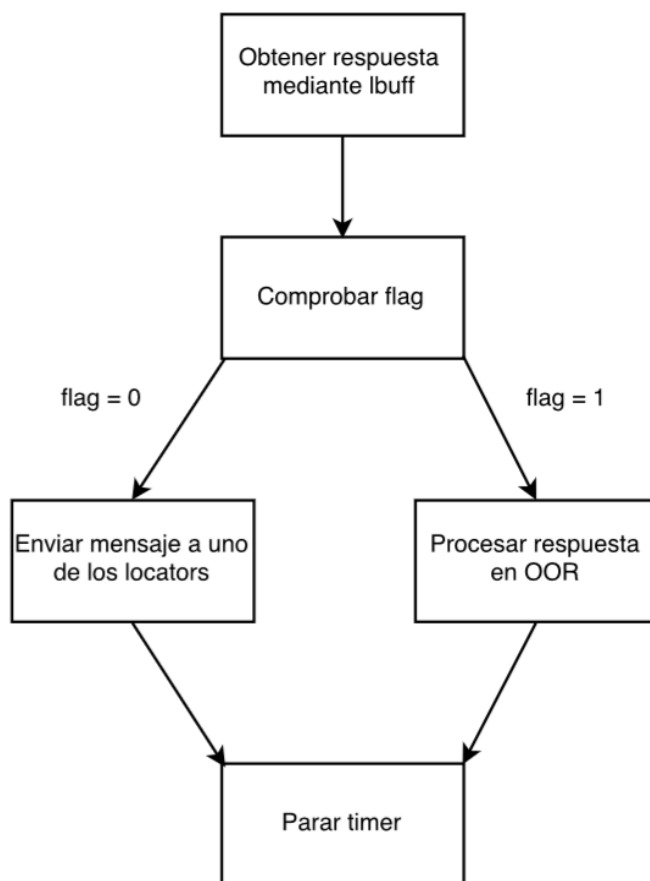 Obtener respuesta
mediante lbuff
Comprobar flag
flag = 0
flag = 1
Enviar mensaje a uno
de los locators
Procesar respuesta
en OOR
Parar timer